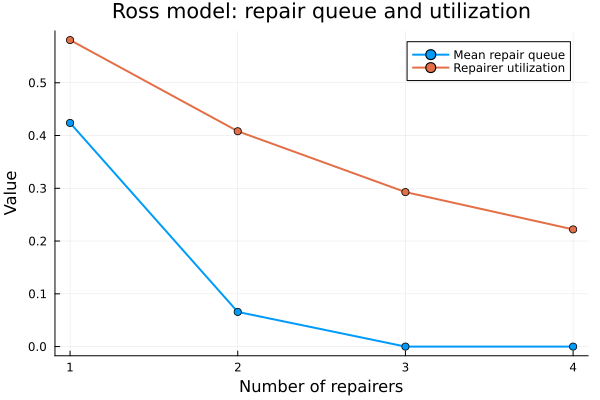 Ross model: repair queue and utilization
Mean repair queue
Repairer utilization
Value
0.5
0.4
0.3
0.2
0.1
0.0
1
2
3
4
Number of repairers